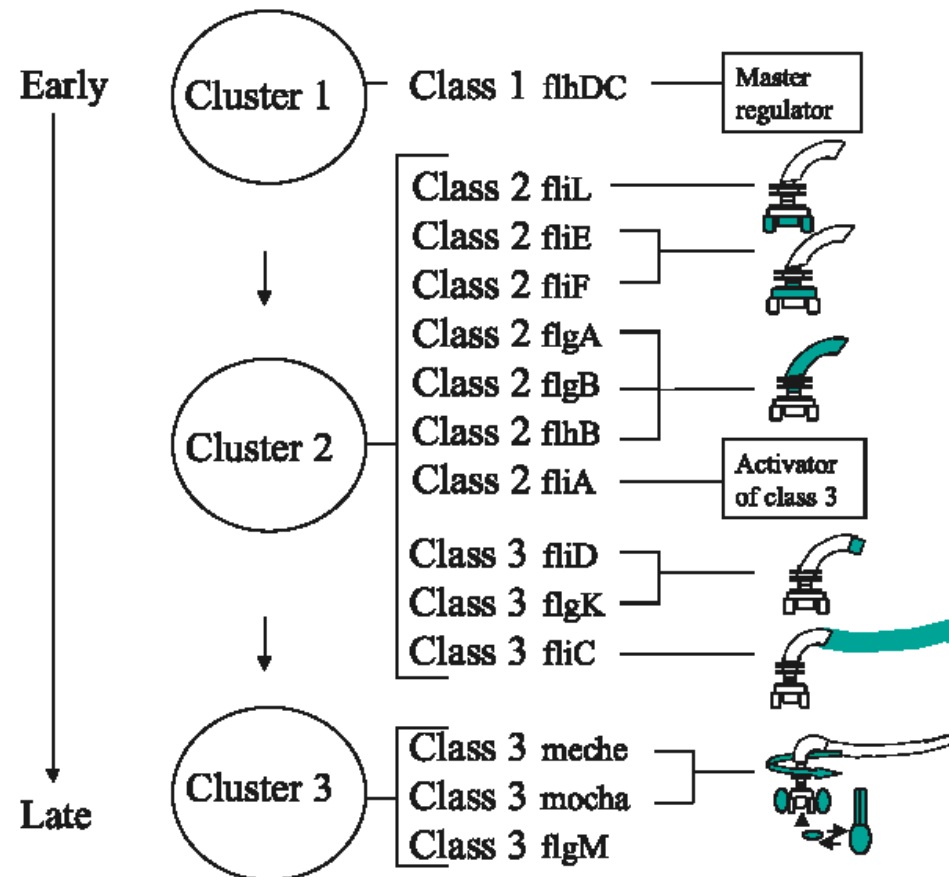 Early
Cluster 1
Class 1 flhDC
Master
regulator
Class 2 fliL
Class 2 fliE
Class 2 fliF
Class 2 flgA
Class 2 flgB
Class 2 flhB
Class 2 fliA
Cluster 2
Activator
of class 3
Class 3 fliD
Class 3 flgK
Class 3 fliC
Class 3 meche
Class 3 mocha
Class 3 flgM
Cluster 3
Late